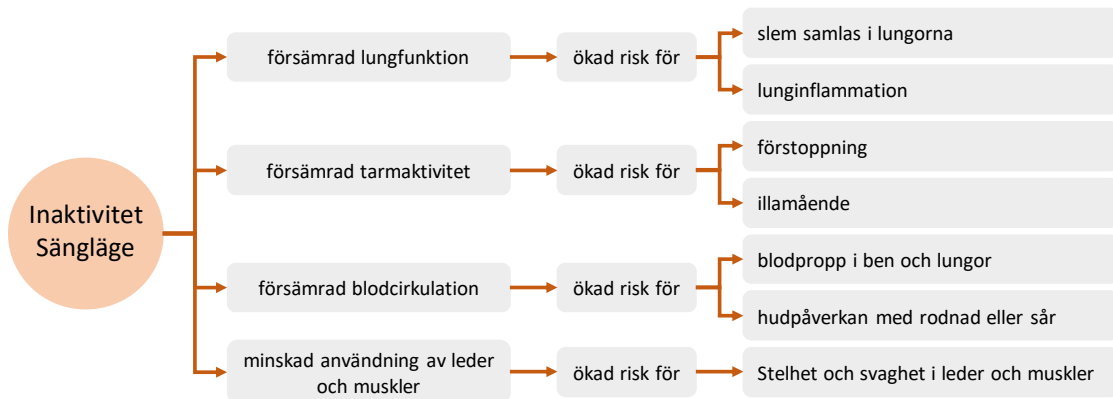 Inaktivitet
Sängläge
försämrad lungfunktion
ökad risk för
slem samlas i lungorna
lunginflammation
försämrad tarmaktivitet
ökad risk för
förstoppning
illamående
försämrad blodcirkulation
ökad risk för
blodpropp i ben och lungor
hudpåverkan med rodnad eller sår
minskad användning av leder
och muskler
ökad risk för
Stelhet och svaghet i leder och muskler